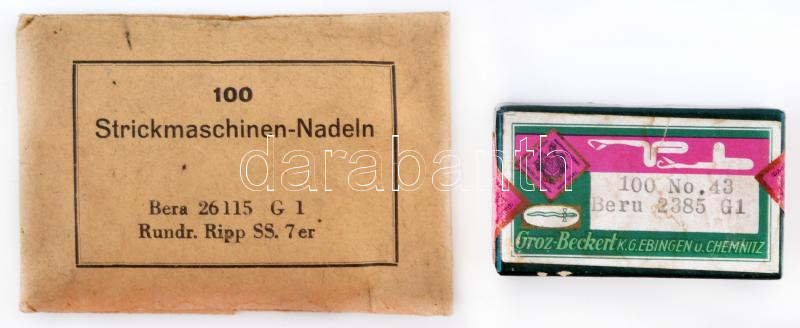 100
Strickmaschinen-Nadeln
Bera 26115 G 1
Rundr. Ripp SS. 7er
darabanth
100 No.43
Beru 2385 G1
Groz-Beckert K.G. EBINGEN u. CHEMNITZ